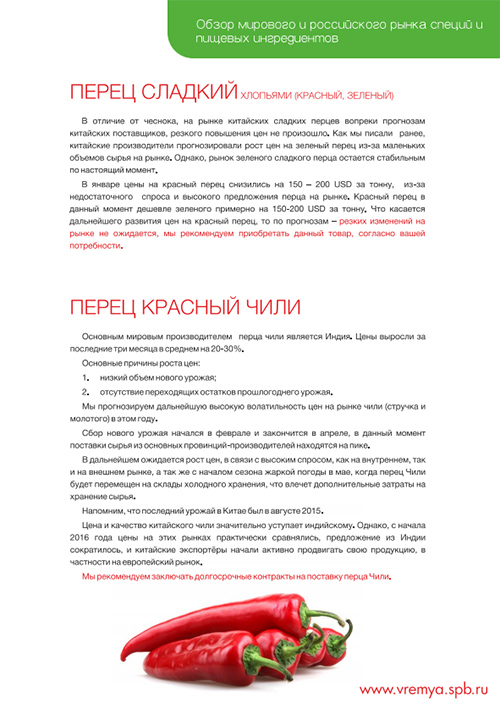 Обзор мирового и российского рынка специй и
пищевых ингредиентов
ПЕРЕЦ СЛАДКИЙ ХЛОПЬЯМИ (КРАСНЫЙ, ЗЕЛЕНЫЙ)
В отличие от чеснока, на рынке китайских сладких перцев вопреки прогнозам
китайских поставщиков, резкого повышения цен не произошло. Как мы писали ранее,
китайские производители прогнозировали рост цен на зеленый перец из-за маленьких
объемов сырья на рынке. Однако, рынок зеленого сладкого перца остается стабильным
по настоящий момент.
В январе цены на красный перец снизились на 150 – 200 USD за тонну, из-за
недостаточного спроса и высокого предложения перца на рынке. Красный перец в
данный момент дешевле зеленого примерно на 150-200 USD за тонну. Что касается
дальнейшего развития цен на красный перец, то по прогнозам – резких изменений на
рынке не ожидается, мы рекомендуем приобретать данный товар, согласно вашей
потребности.
ПЕРЕЦ КРАСНЫЙ ЧИЛИ
Основным мировым производителем перца чили является Индия. Цены выросли за
последние три месяца в среднем на 20-30%.
Основные причины роста цен:
1. низкий объем нового урожая;
2. отсутствие переходящих остатков прошлогоднего урожая.
Мы прогнозируем дальнейшую высокую волатильность цен на рынке чили (стручка и
молотого) в этом году.
Сбор нового урожая начался в феврале и закончится в апреле, в данный момент
поставки сырья из основных провинций-производителей находятся на пике.
В дальнейшем ожидается рост цен, в связи с высоким спросом, как на внутреннем, так
и на внешнем рынке, а так же с началом сезона жаркой погоды в мае, когда перец Чили
будет перемещен на склады холодного хранения, что влечет дополнительные затраты на
хранение сырья.
Напомним, что последний урожай в Китае был в августе 2015.
Цена и качество китайского чили значительно уступает индийскому. Однако, с начала
2016 года цены на этих рынках практически сравнялись, предложение из Индии
сократилось, и китайские экспортёры начали активно продвигать свою продукцию, в
частности на европейский рынок.
Мы рекомендуем заключать долгосрочные контракты на поставку перца Чили.
www.vremya.spb.ru